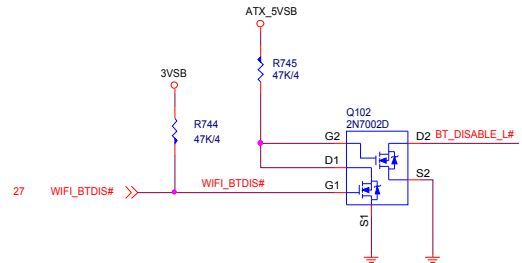 ATX_5VSB
R745
47K/4
3VSB
R744
47K/4
Q102
2N7002D
G2
D2
BT_DISABLE_L#
D1
S2
27
WIFI_BTDIS#
WIFI_BTDIS#
G1
S1